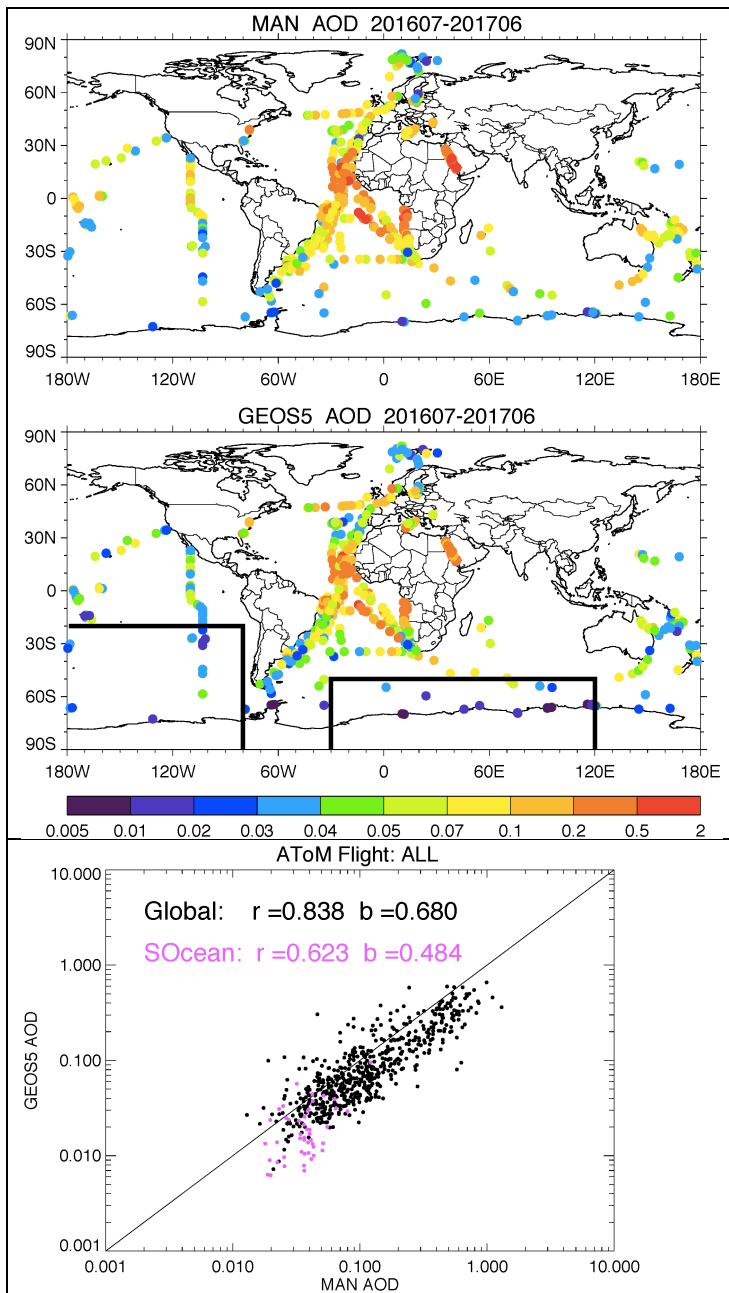 MAN AOD 201607-201706
90N
60N
30N
0
30S
60S
90S
180W 120W 60W 0 60E 120E 180E
GEOS5 AOD 201607-201706
90N
60N
30N
0
30S
60S
90S
180W 120W 60W 0 60E 120E 180E
0.005 0.01 0.02 0.03 0.04 0.05 0.07 0.1 0.2 0.5 2
AToM Flight: ALL
10.000
Global: r =0.838 b =0.680
SOcean: r =0.623 b =0.484
1.000
GEOS5 AOD
0.100
0.010
0.001
0.001 0.010 0.100 1.000 10.000
MAN AOD